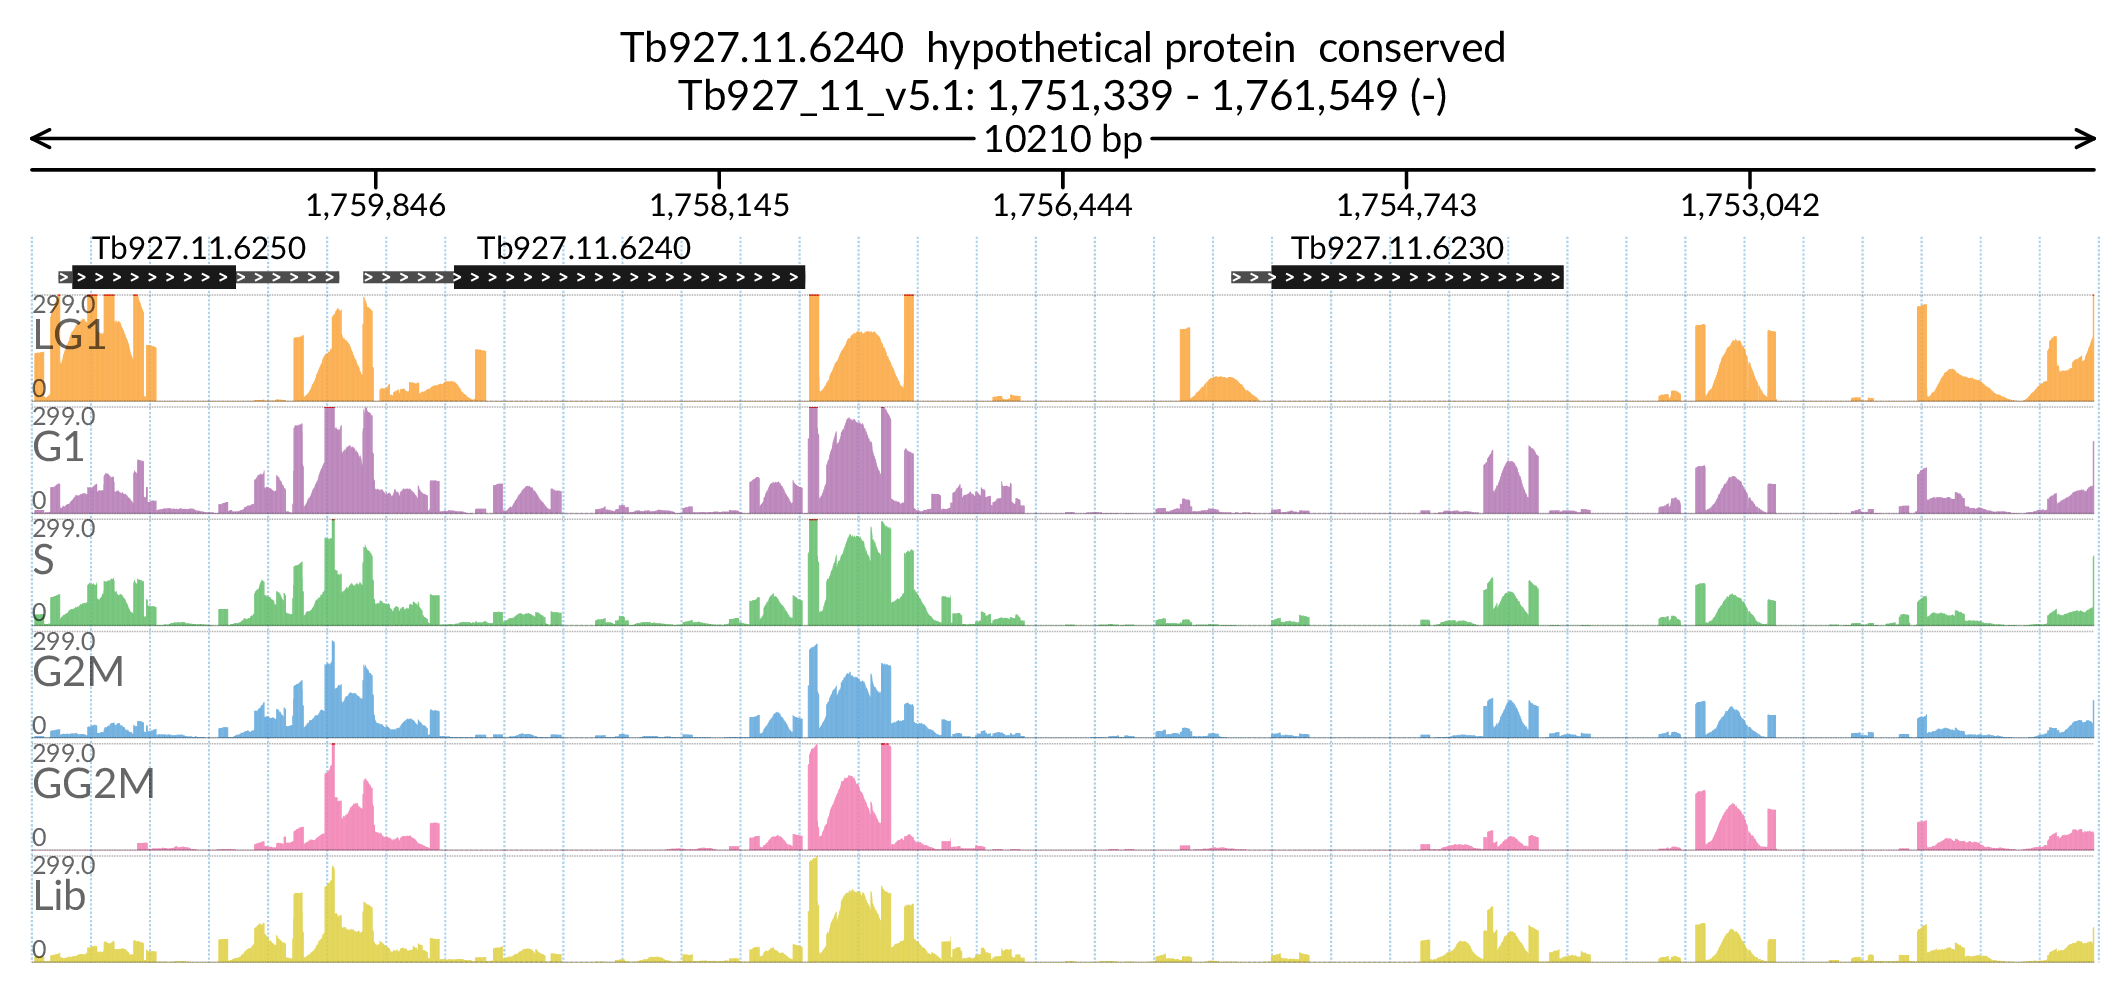 Tb927.11.6240 hypothetical protein conserved
Tb927_11_v5.1: 1,751,339 - 1,761,549 (-)
10210 bp
1,759,846 1,758,145 1,756,444 1,754,743 1,753,042
Tb927.11.6250 Tb927.11.6240 Tb927.11.6230
299.0
LG1
0
299.0
G1
0
299.0
S
0
299.0
G2M
0
299.0
GG2M
0
299.0
Lib
0